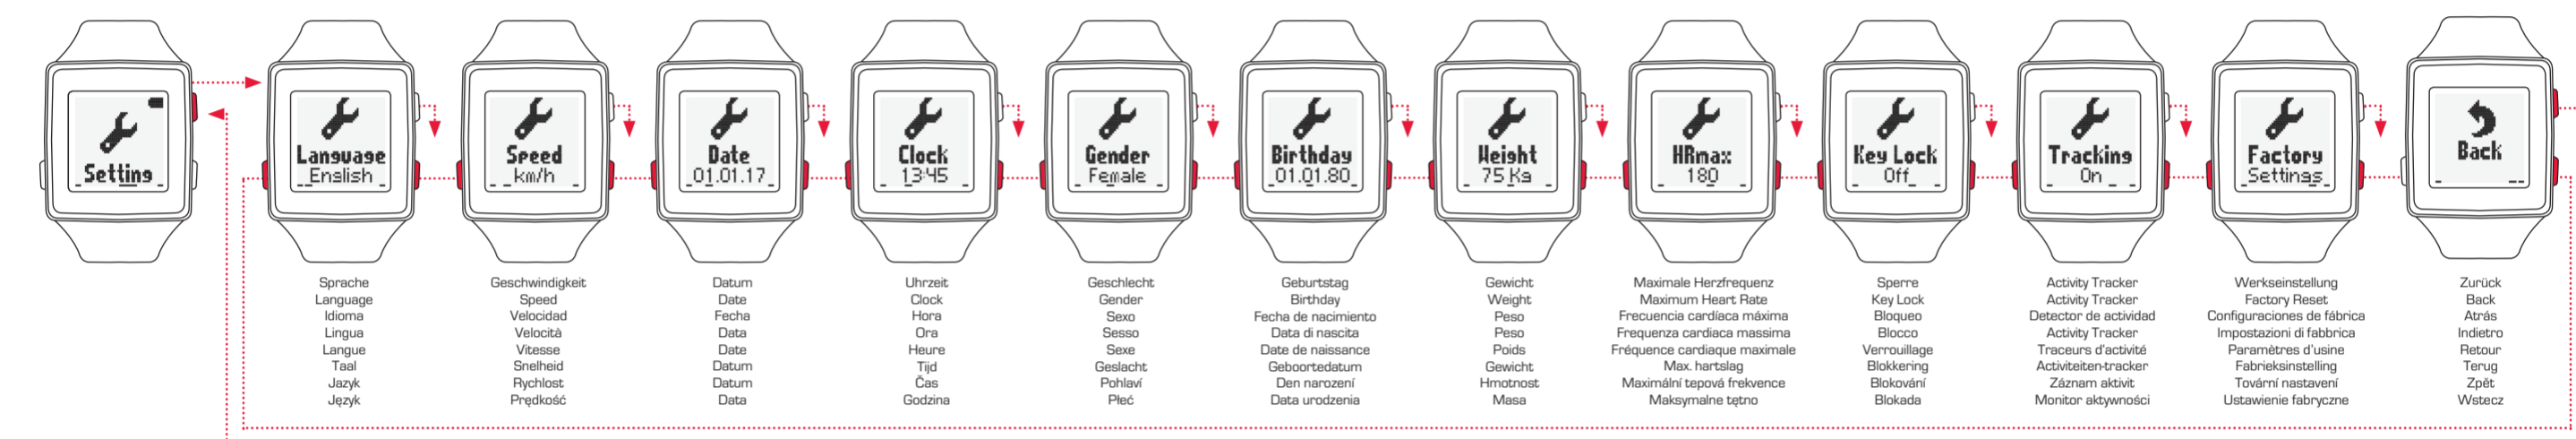 Setting
Language
English
Speed
km/h
Date
01.01.17
Clock
13:45
Gender
Female
Birthday
01.01.80
Weight
75 Kg
HRmax
180
Key Lock
Off
Tracking
On
Factory
Settings
Back
Sprache
Language
Idioma
Lingua
Langue
Taal
Jazyk
Język
Geschwindigkeit
Speed
Velocidad
Velocità
Vitesse
Snelheid
Rychlost
Prędkość
Datum
Date
Fecha
Data
Date
Datum
Datum
Data
Uhrzeit
Clock
Hora
Ora
Heure
Tijd
Čas
Godzina
Geschlecht
Gender
Sexo
Sesso
Sexe
Geslacht
Pohlaví
Płeć
Geburtstag
Birthday
Fecha de nacimiento
Data di nascita
Date de naissance
Geboortedatum
Den narození
Data urodzenia
Gewicht
Weight
Peso
Peso
Poids
Gewicht
Hmotnost
Masa
Maximale Herzfrequenz
Maximum Heart Rate
Frecuencia cardíaca máxima
Frequenza cardiaca massima
Fréquence cardiaque maximale
Max. hartslag
Maximální tepová frekvence
Maksymalne tętno
Sperre
Key Lock
Bloqueo
Blocco
Verrouillage
Blokkering
Blokování
Blokada
Activity Tracker
Activity Tracker
Detector de actividad
Activity Tracker
Traceurs d'activité
Activiteiten-tracker
Záznam aktivit
Monitor aktywności
Werkseinstellung
Factory Reset
Configuraciones de fábrica
Impostazioni di fabbrica
Paramètres d'usine
Fabrieksinstelling
Tovární nastavení
Ustawienie fabryczne
Zurück
Back
Atrás
Indietro
Retour
Terug
Zpět
Wstecz